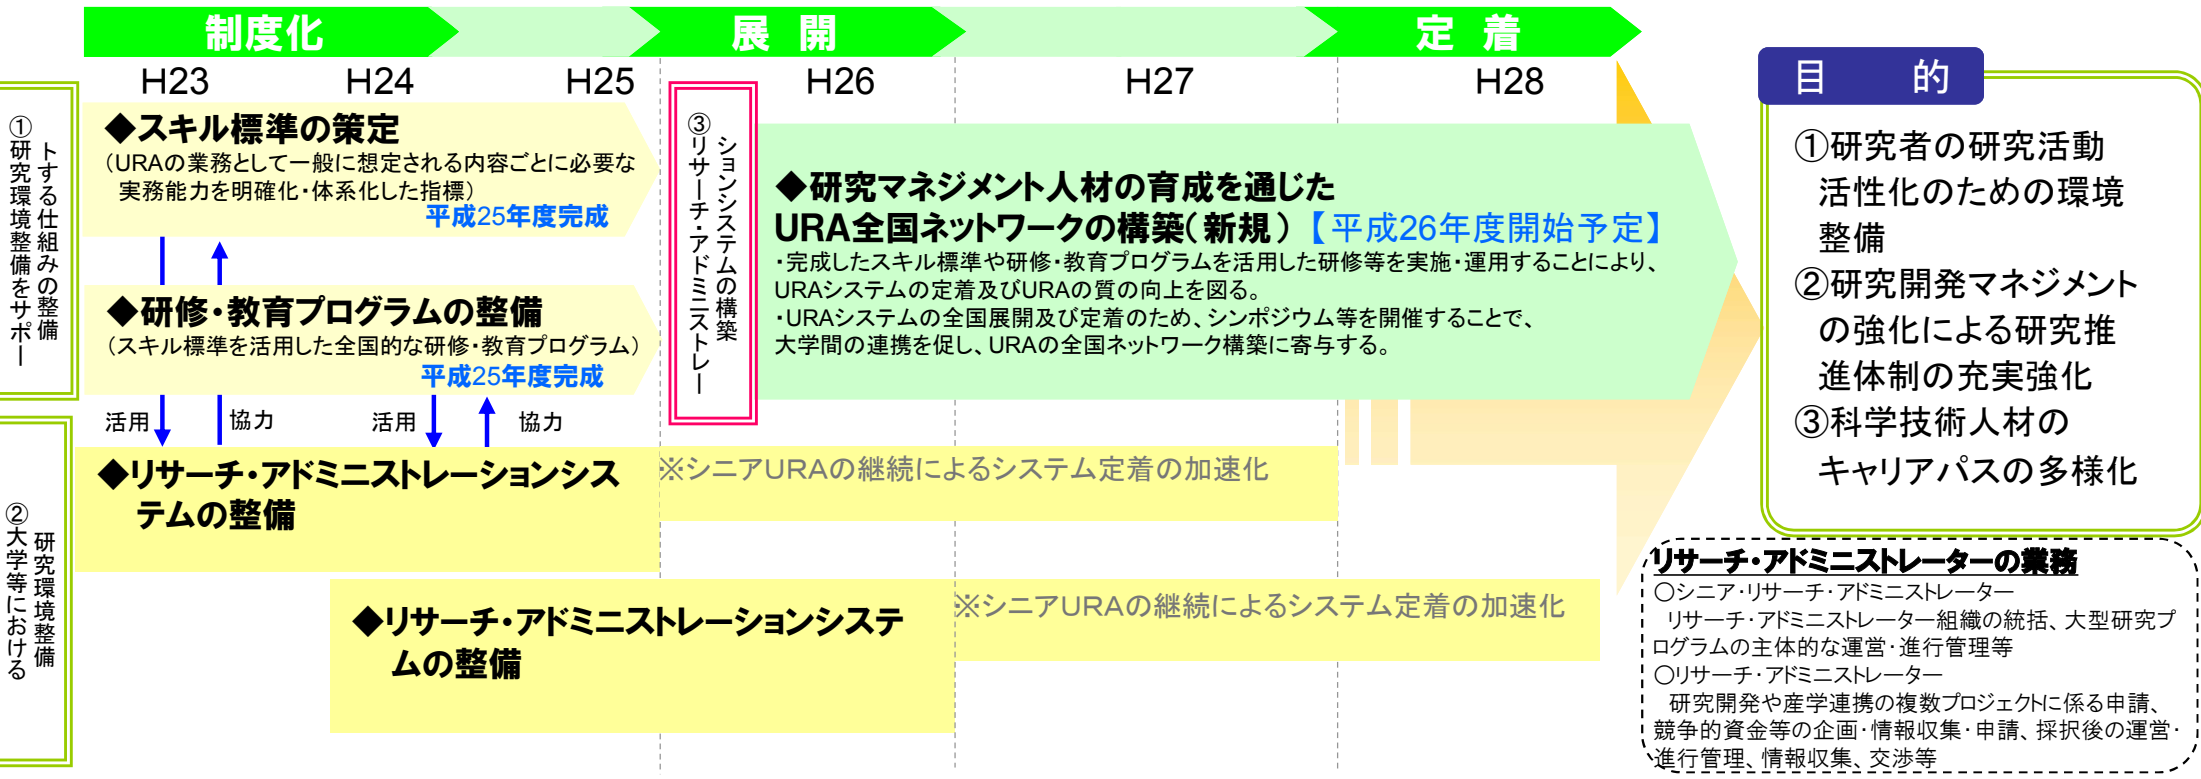 制度化
展 開
定 着
H23
H24
H25
H26
H27
H28
①研究環境整備をサポー
トする仕組みの整備
◆スキル標準の策定
（URAの業務として一般に想定される内容ごとに必要な
実務能力を明確化・体系化した指標）
平成25年度完成
◆研修・教育プログラムの整備
（スキル標準を活用した全国的な研修・教育プログラム）
平成25年度完成
活用
協力
活用
協力
③リサーチ・アドミニストレー
ションシステムの構築
◆研究マネジメント人材の育成を通じた
URA全国ネットワークの構築（新規）【平成26年度開始予定】
・完成したスキル標準や研修・教育プログラムを活用した研修等を実施・運用することにより、
URAシステムの定着及びURAの質の向上を図る。
・URAシステムの全国展開及び定着のため、シンポジウム等を開催することで、
大学間の連携を促し、URAの全国ネットワーク構築に寄与する。
②大学等における
研究環境整備
◆リサーチ・アドミニストレーションシス
テムの整備
※シニアURAの継続によるシステム定着の加速化
◆リサーチ・アドミニストレーションシステ
ムの整備
※シニアURAの継続によるシステム定着の加速化
目 的
①研究者の研究活動
活性化のための環境
整備
②研究開発マネジメント
の強化による研究推
進体制の充実強化
③科学技術人材の
キャリアパスの多様化
リサーチ・アドミニストレーターの業務
○シニア・リサーチ・アドミニストレーター
リサーチ・アドミニストレーター組織の統括、大型研究プ
ログラムの主体的な運営・進行管理等
○リサーチ・アドミニストレーター
研究開発や産学連携の複数プロジェクトに係る申請、
競争的資金等の企画・情報収集・申請、採択後の運営・
進行管理、情報収集、交渉等